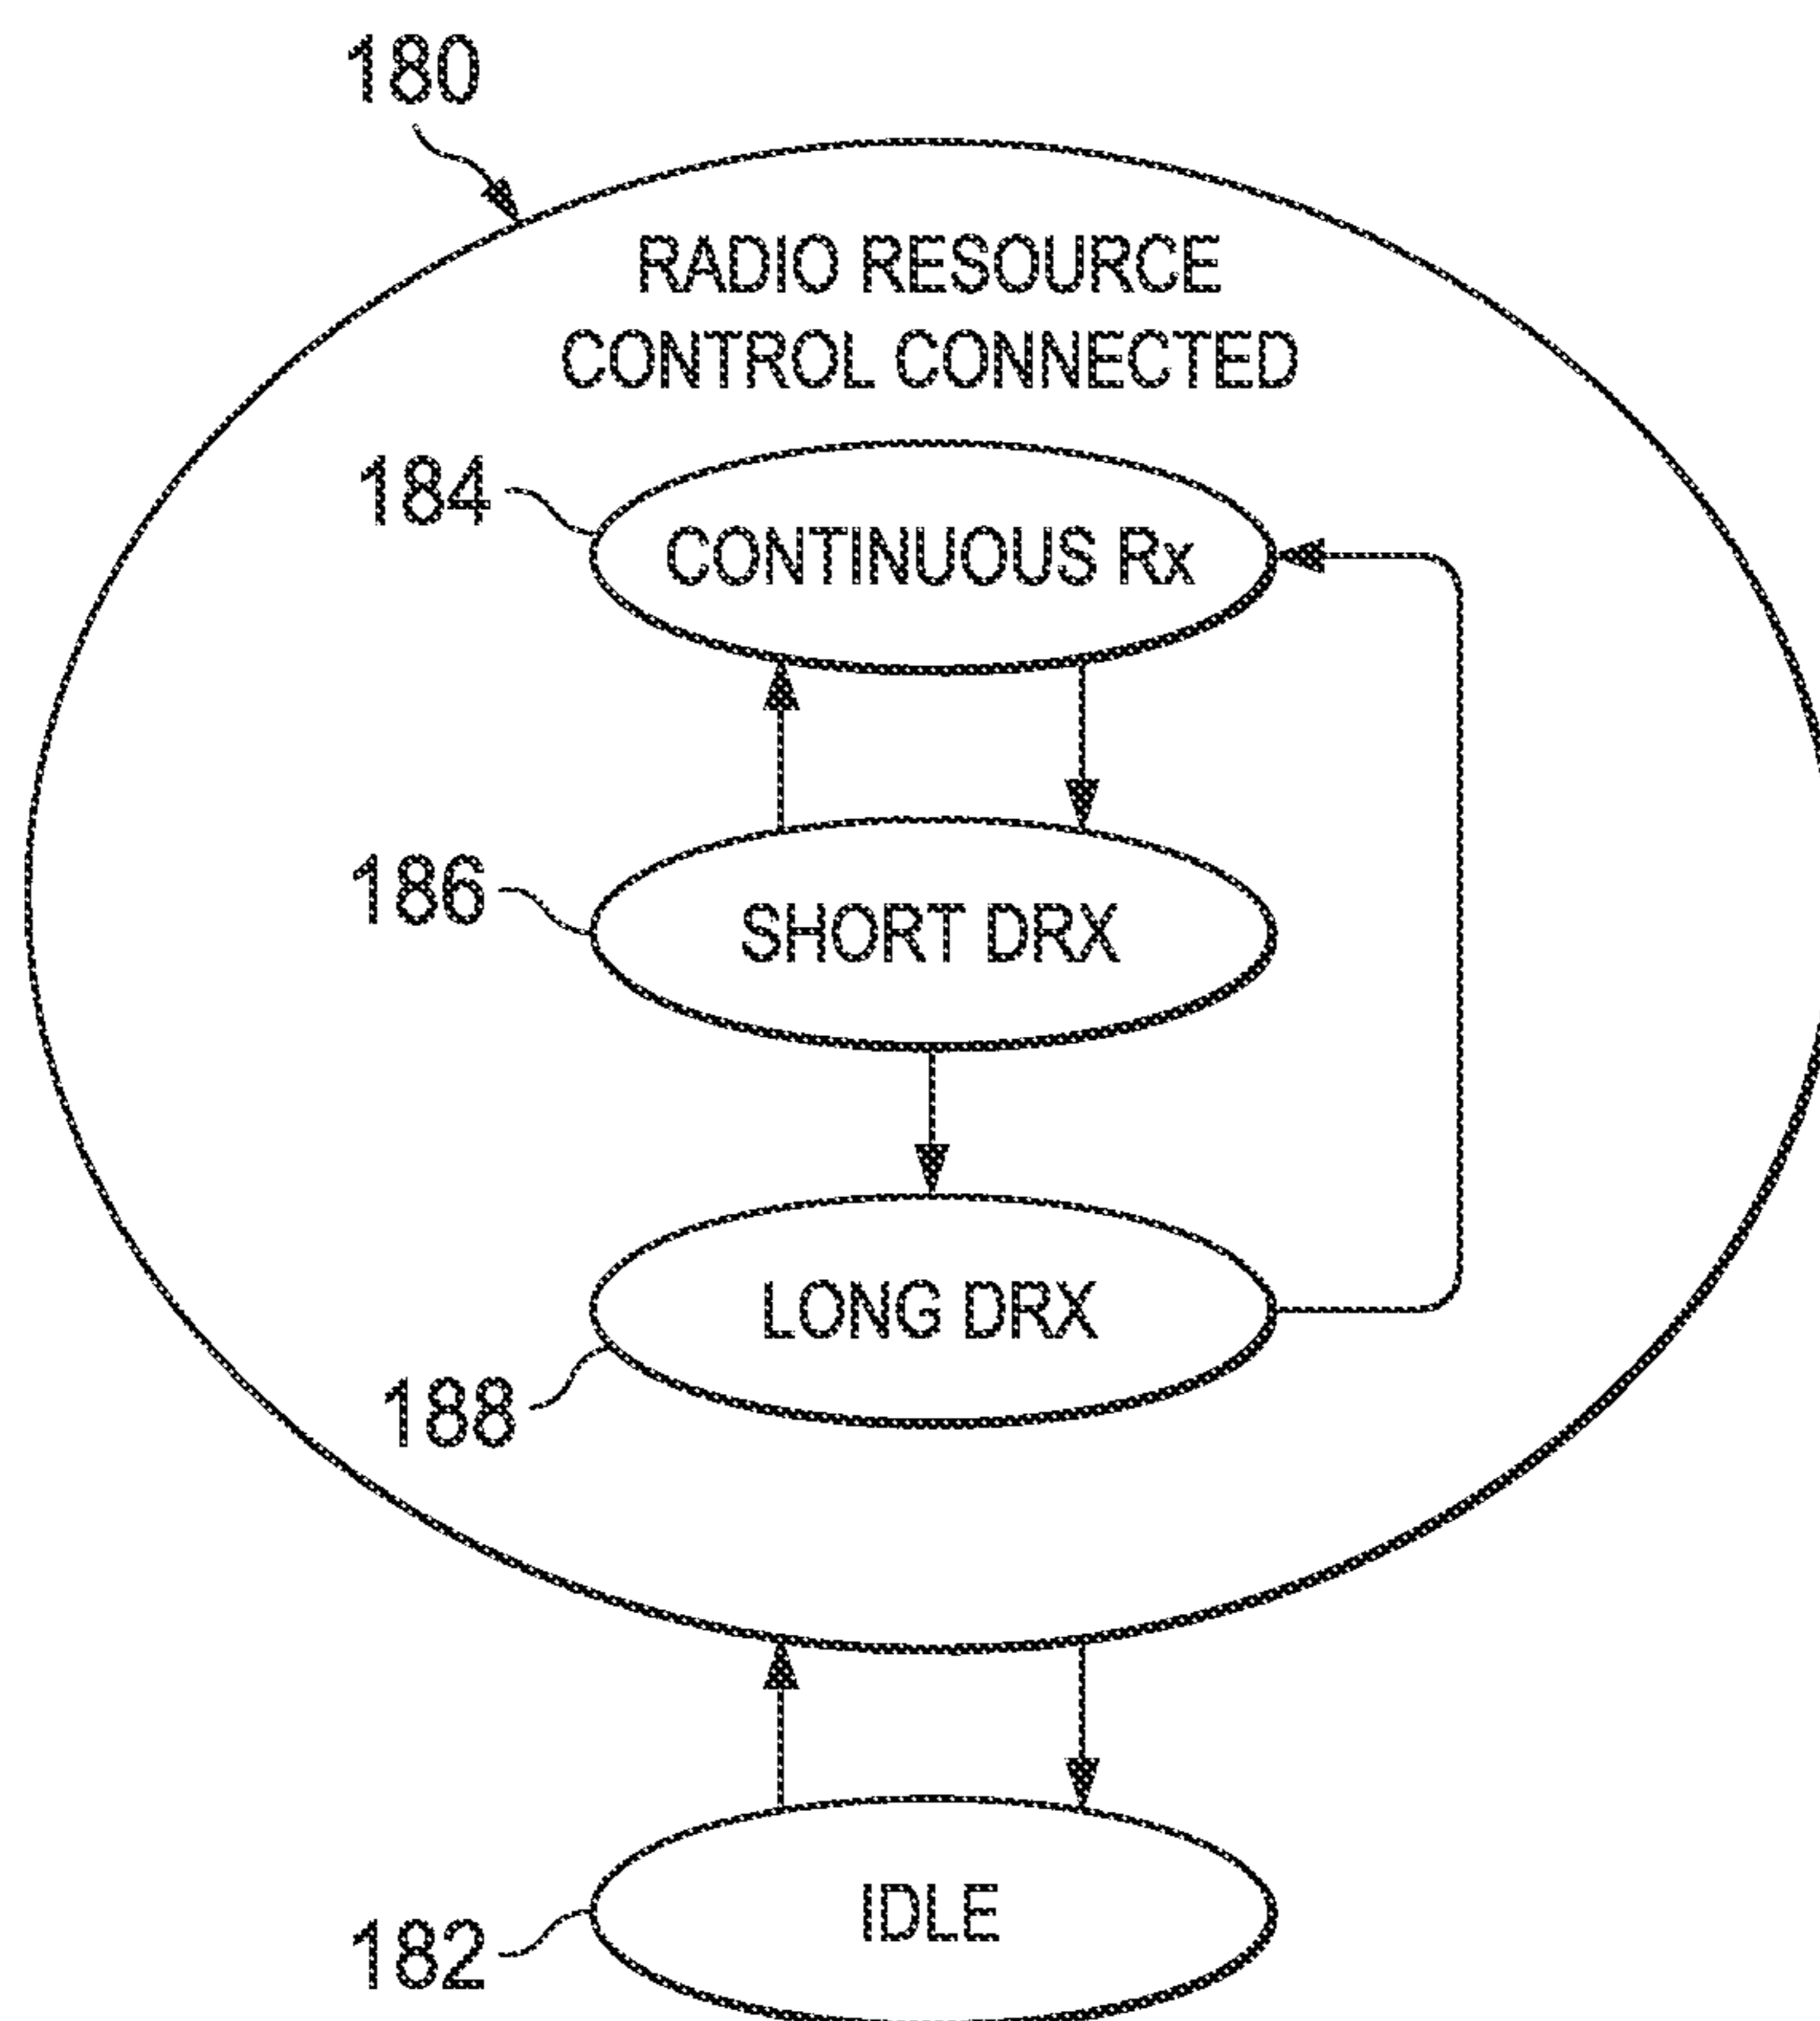 180
RADIO RESOURCE
CONTROL CONNECTED
184
CONTINUOUS Rx
186
SHORT DRX
LONG DRX
188
IDLE
182